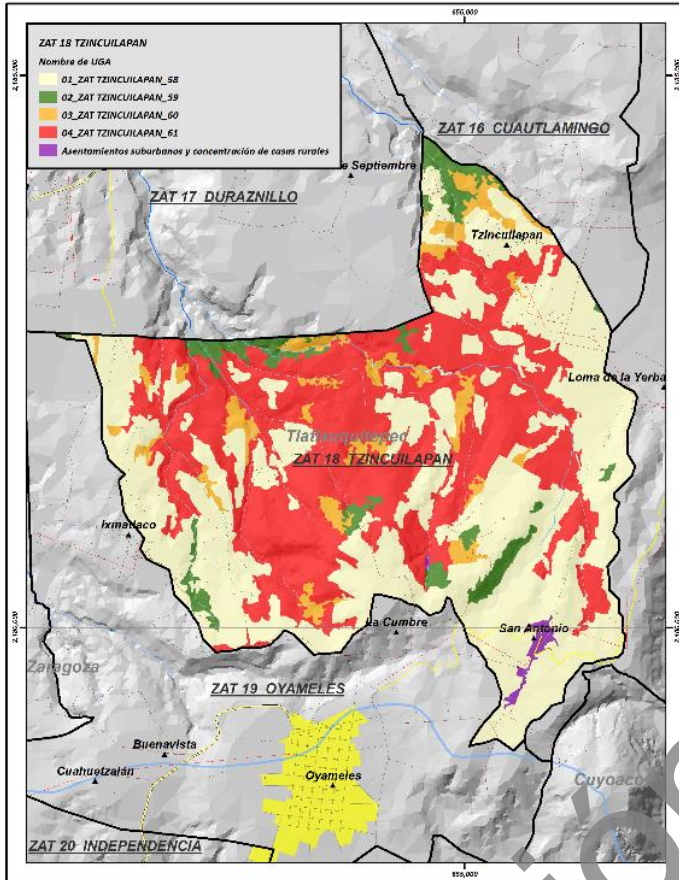 656,000
ZAT 18 TZINCUILAPAN
Nombre de UGA
01_ZAT TZINCUILAPAN_58
02_ZAT TZINCUILAPAN_59
03_ZAT TZINCUILAPAN_60
04_ZAT TZINCUILAPAN_61
Asentamientos suburbanos y concentración de casas rurales
ZAT 16 CUAUTLAMINGO
e Septiembre
ZAT 17 DURAZNILLO
Tzincuilapan
Loma de la Yerba
Tlatlauquitepec
ZAT 18 TZINCUILAPAN
Ixmatlaco
La Cumbre
San Antonio
Zaragoza
ZAT 19 OYAMELES
Buenavista
Cuahuetzalán
Oyameles
Cuyoaco
ZAT 20 INDEPENDENCIA